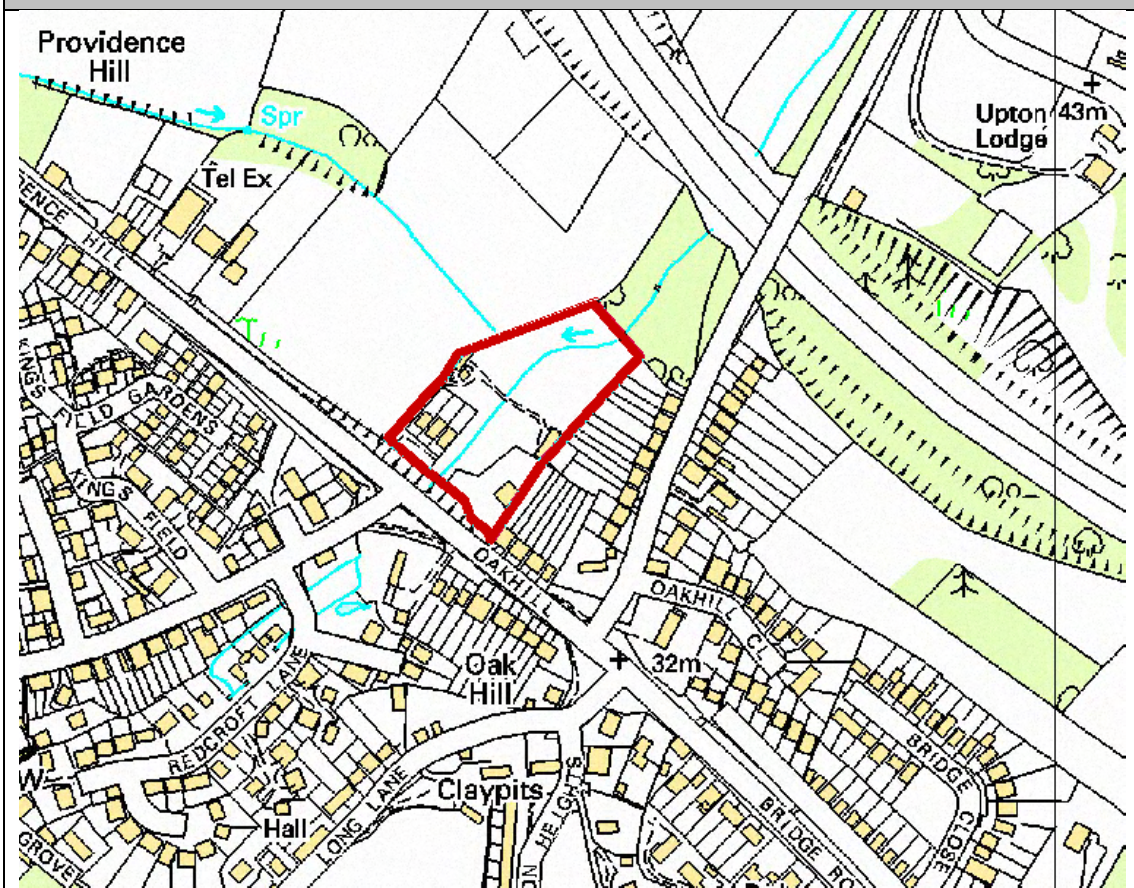 Providence
Hill
Spr
Tel Ex
Upton
Lodge
43m
ENCE HILL
KINGS
FIELD GARDENS
KINGS
FIELD
OAKHILL
OAKHILL CL
32m
Oak
Hill
REDCROFT LANE
LONG LANE
Claypits
Hall
GROVE
HEIGHTS
BRIDGE
CLOSE
BRIDGE RO